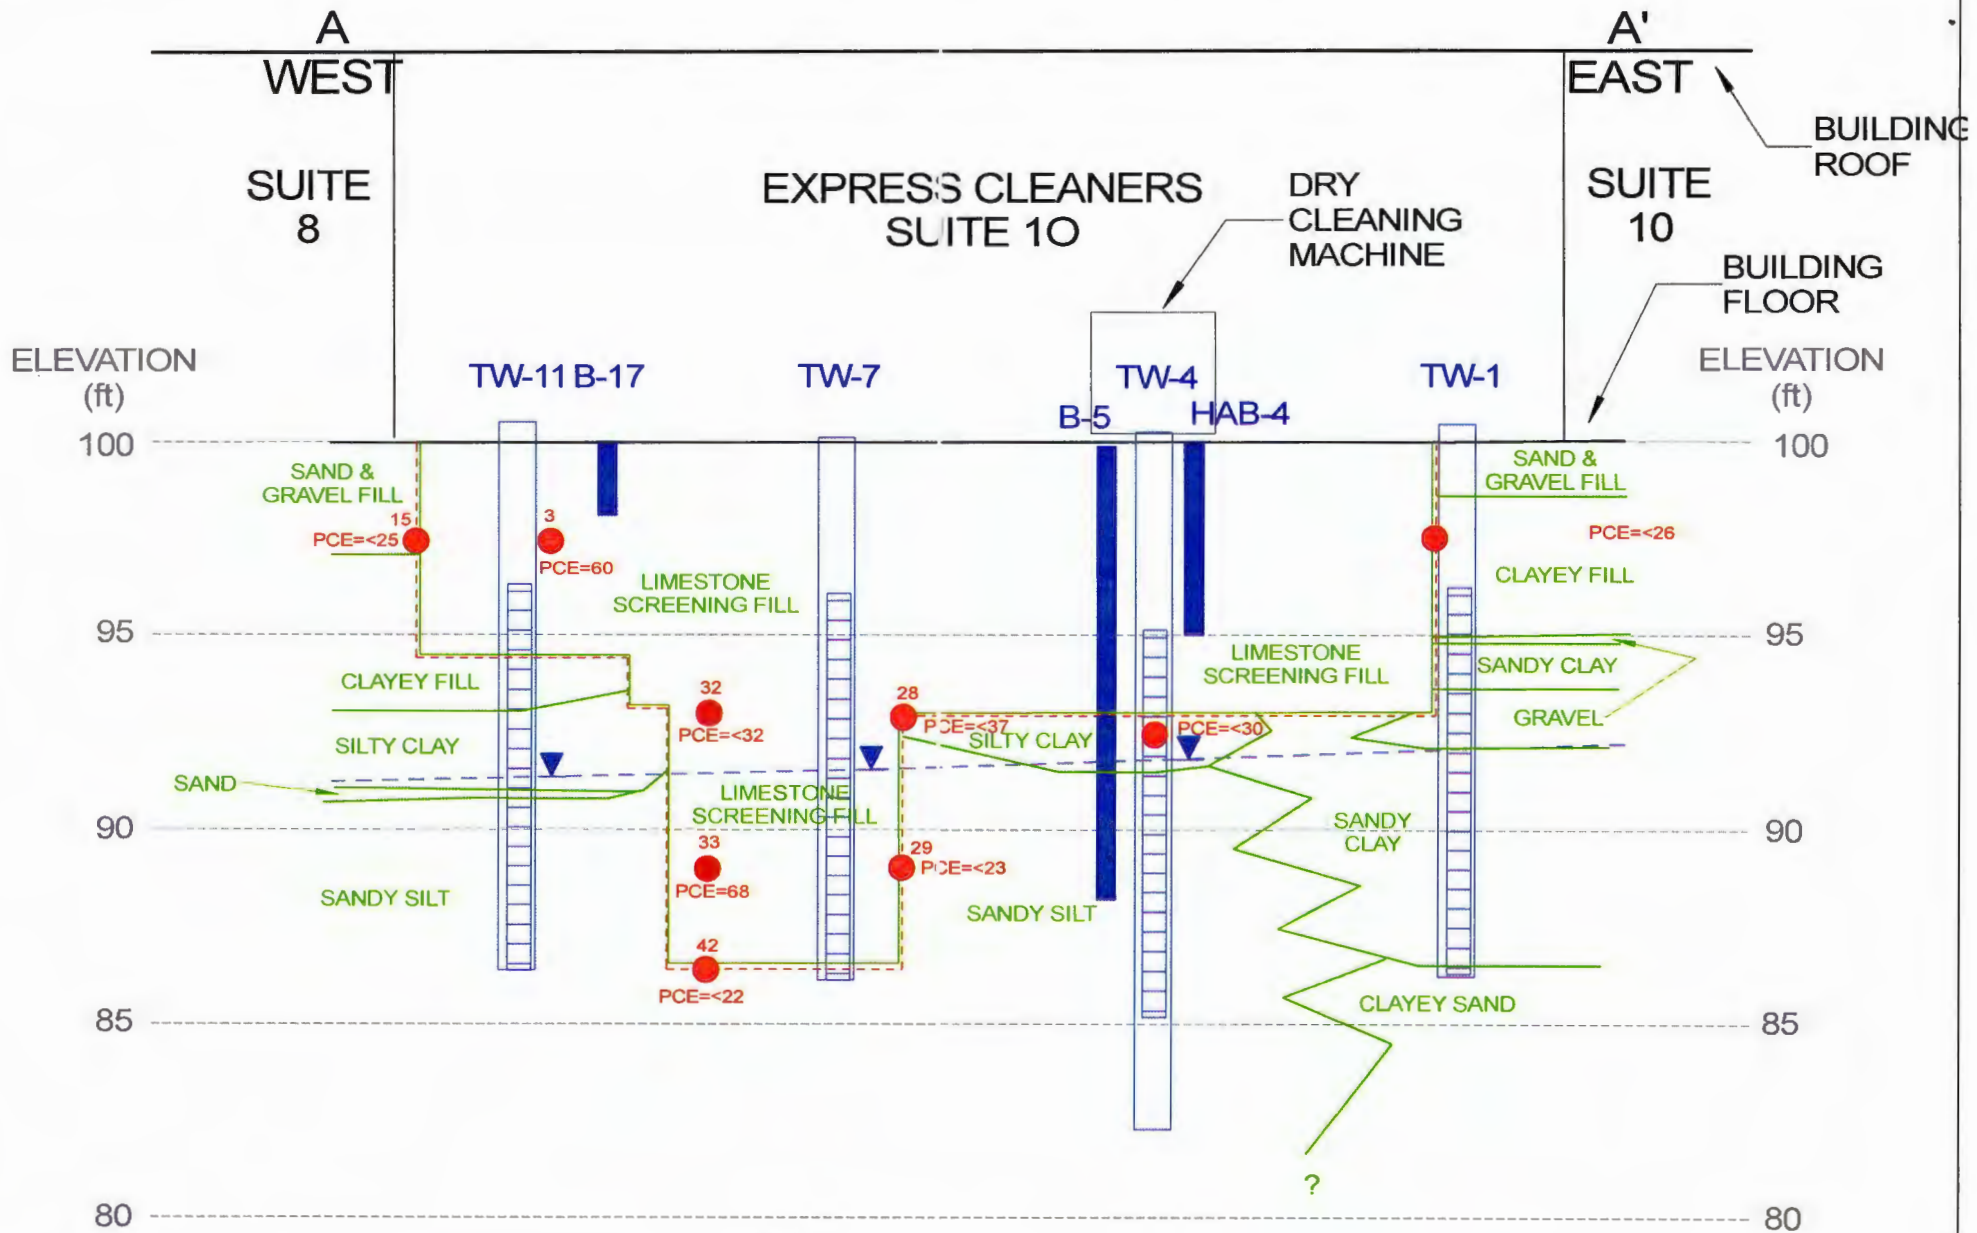 A
A'
WEST
EAST
BUILDING
ROOF
SUITE
8
EXPRESS CLEANERS
SUITE 1O
DRY
CLEANING
MACHINE
SUITE
10
BUILDING
FLOOR
ELEVATION
(ft)
TW-11 B-17
TW-7
TW-4
TW-1
ELEVATION
(ft)
B-5
HAB-4
100
100
SAND &
GRAVEL FILL
SAND &
GRAVEL FILL
15
PCE=<25
3
PCE=60
PCE=<26
LIMESTONE
SCREENING FILL
CLAYEY FILL
95
95
LIMESTONE
SCREENING FILL
SANDY CLAY
CLAYEY FILL
32
PCE=<32
28
PCE=<37
PCE=<30
GRAVEL
SILTY CLAY
SILTY CLAY
SAND
LIMESTONE
SCREENING FILL
90
90
SANDY
CLAY
33
PCE=68
29
PCE=<23
SANDY SILT
SANDY SILT
42
PCE=<22
CLAYEY SAND
85
85
?
80
80